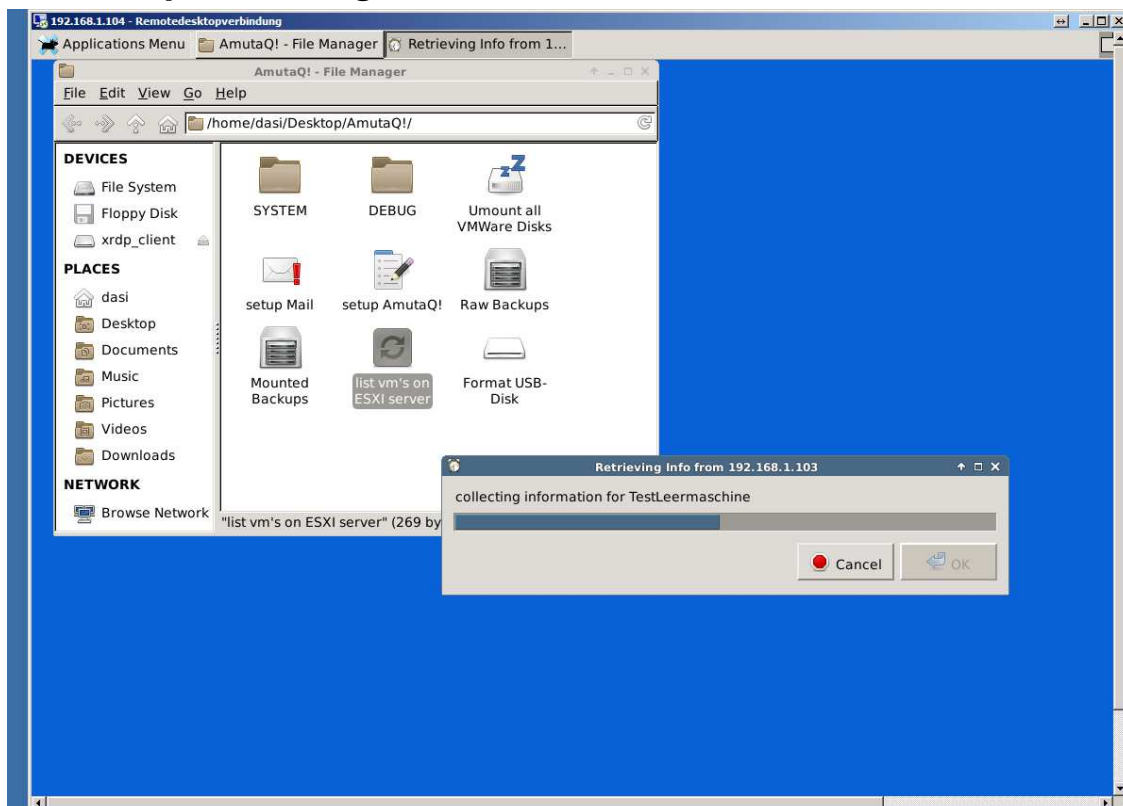 192.168.1.104 - Remotedesktopverbindung
Applications Menu AmutaQ! - File Manager Retrieving Info from 1...
AmutaQ! - File Manager
File Edit View Go Help
/home/dasi/Desktop/AmutaQ!/
DEVICES
File System
Floppy Disk
xrdp_client
PLACES
dasi
Desktop
Documents
Music
Pictures
Videos
Downloads
NETWORK
Browse Network
SYSTEM
DEBUG
Umount all
VMWare Disks
setup Mail
setup AmutaQ!
Raw Backups
Mounted
Backups
list vm's on
ESXI server
Format USB-
Disk
"list vm's on ESXI server" (269 by
Retrieving Info from 192.168.1.103
collecting information for TestLeermaschine
Cancel
OK